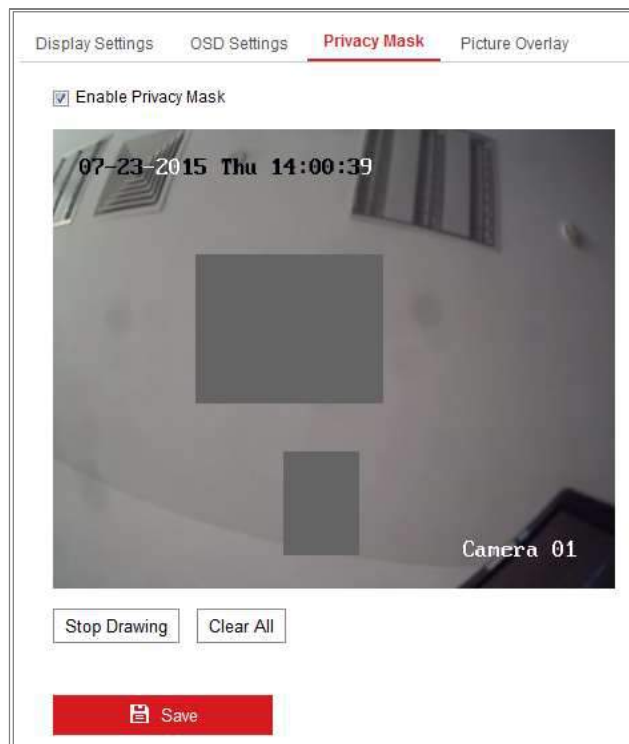 Display Settings OSD Settings Privacy Mask Picture Overlay
Enable Privacy Mask
07-23-2015 Thu 14:00:39
Camera 01
Stop Drawing Clear All
Save